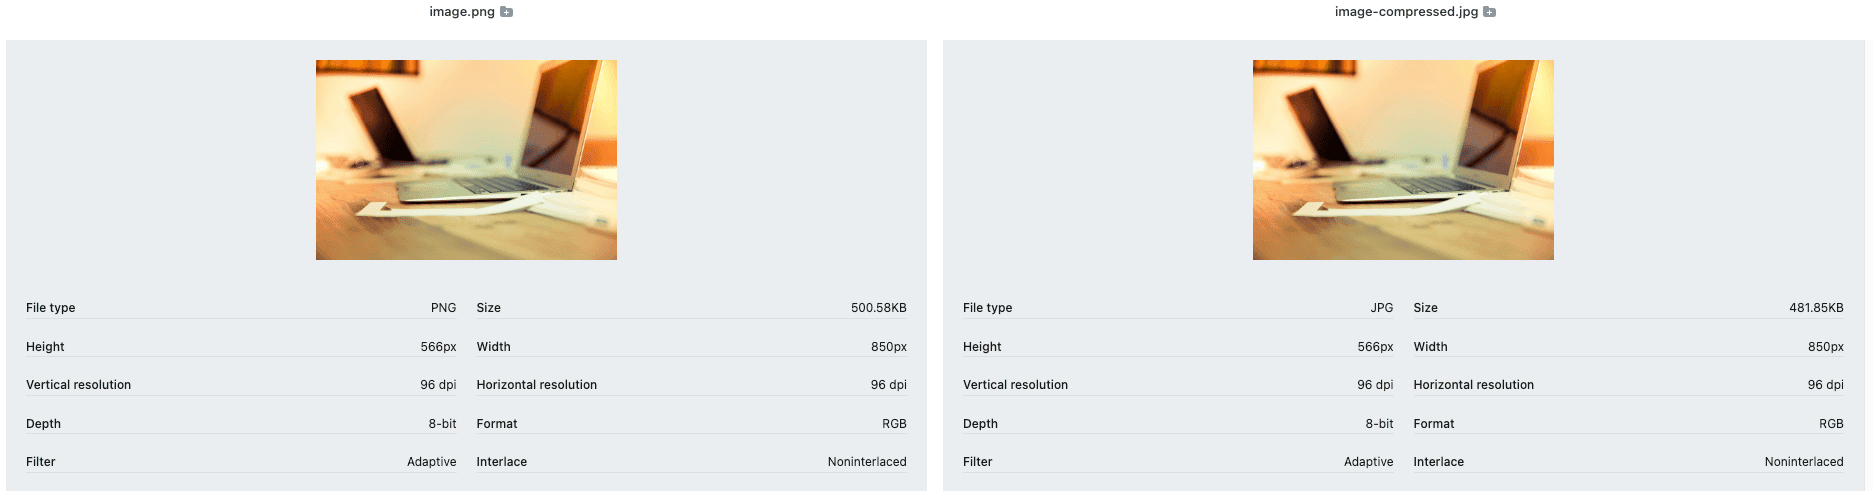 image.png
File type PNG Size 500.58KB
Height 566px Width 850px
Vertical resolution 96 dpi Horizontal resolution 96 dpi
Depth 8-bit Format RGB
Filter Adaptive Interlace Noninterlaced
image-compressed.jpg
File type JPG Size 481.85KB
Height 566px Width 850px
Vertical resolution 96 dpi Horizontal resolution 96 dpi
Depth 8-bit Format RGB
Filter Adaptive Interlace Noninterlaced